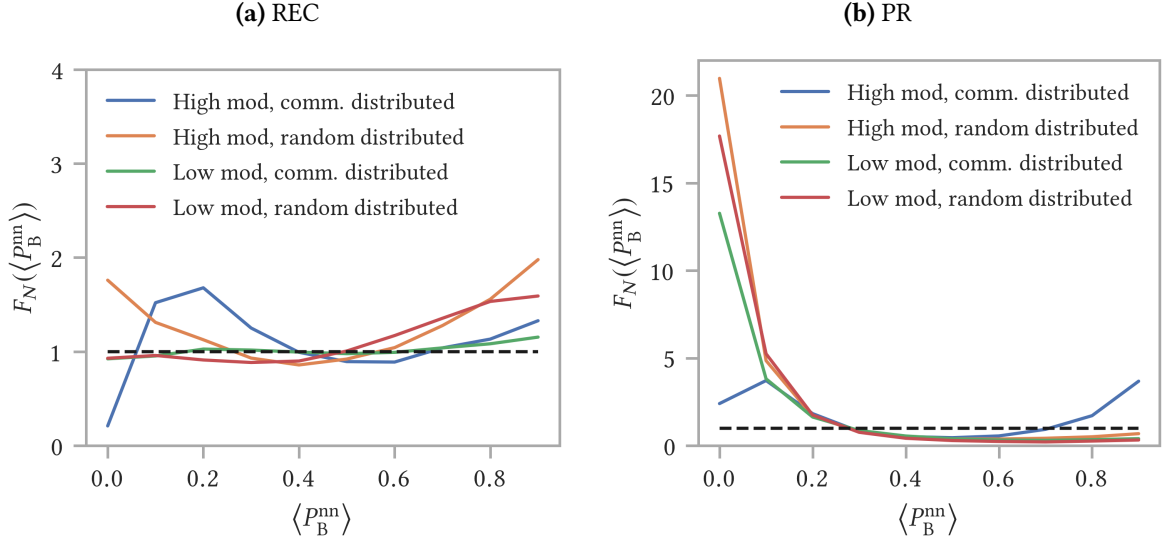 (a) REC
4
3
2
1
0
High mod, comm. distributed
High mod, random distributed
Low mod, comm. distributed
Low mod, random distributed
F_N(⟨P_B^nn⟩)
0.0 0.2 0.4 0.6 0.8
⟨P_B^nn⟩
(b) PR
20
15
10
5
0
High mod, comm. distributed
High mod, random distributed
Low mod, comm. distributed
Low mod, random distributed
F_N(⟨P_B^nn⟩)
0.0 0.2 0.4 0.6 0.8
⟨P_B^nn⟩